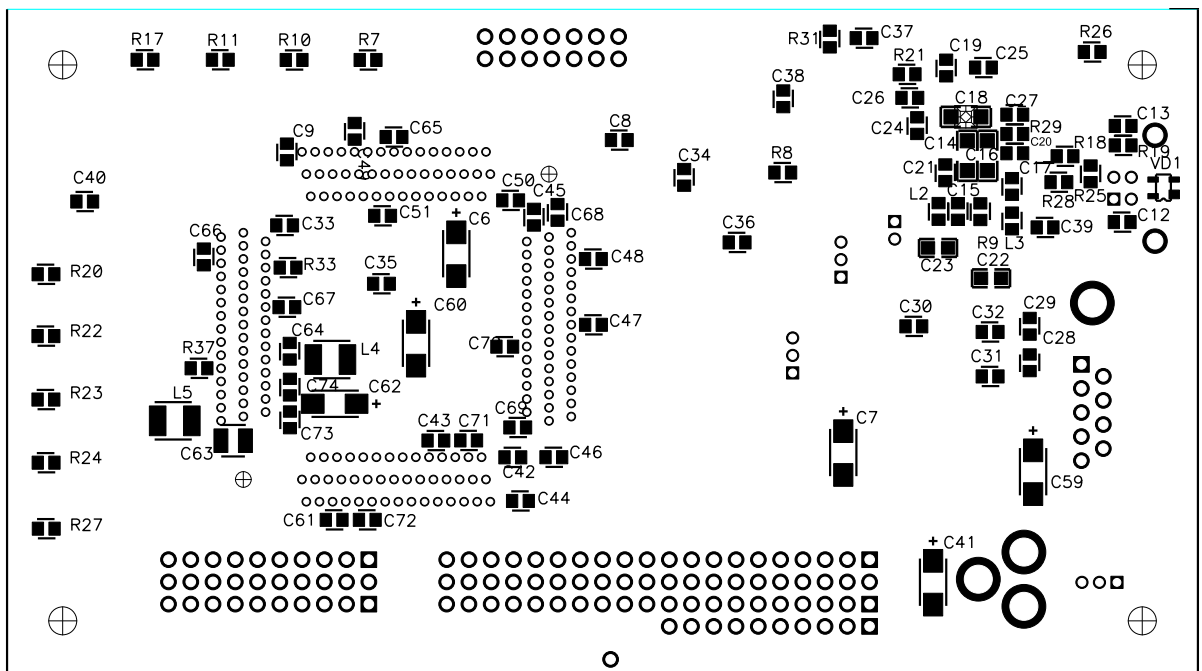 R17 R11 R10 R7 R31 C37 R26
R21 C19 C25
C38 C26 C18 C27
C9 C65 C8 C24 C14 R29 C13
C49 C20 R18 R19
C34 R8 C21 C16 C17 VD1
C40 C50 C45 L2 C15 R28 R25
C33 C51 C6 C68 C36 L3 C39 C12
C66 R9
R20 R33 C35 C48 C23 C22
C67 C60 C30 C32 C29
R22 C64 C47 C28
R37 L4 C31
R23 L5 C74 C62
C73 C43 C71 C69 C7
R24 C63 C42 C46
C44 C59
R27 C61 C72 C41